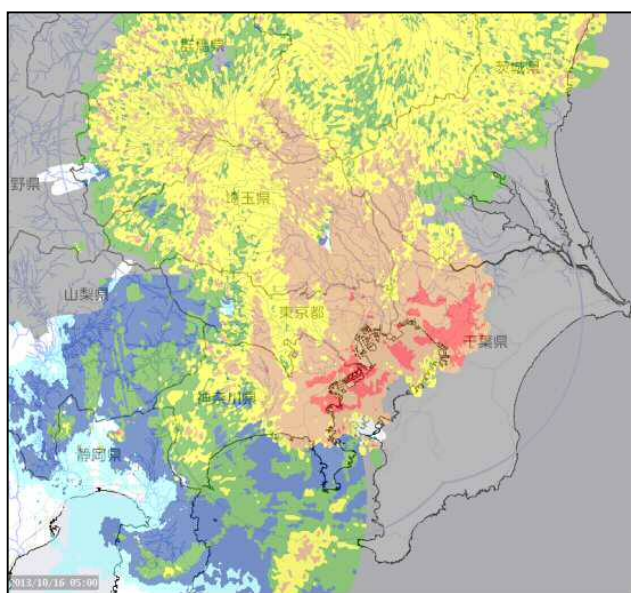 群馬県
茨城県
野県
埼玉県
山梨県
東京都
千葉県
神奈川県
静岡県
2013/10/16 05:00